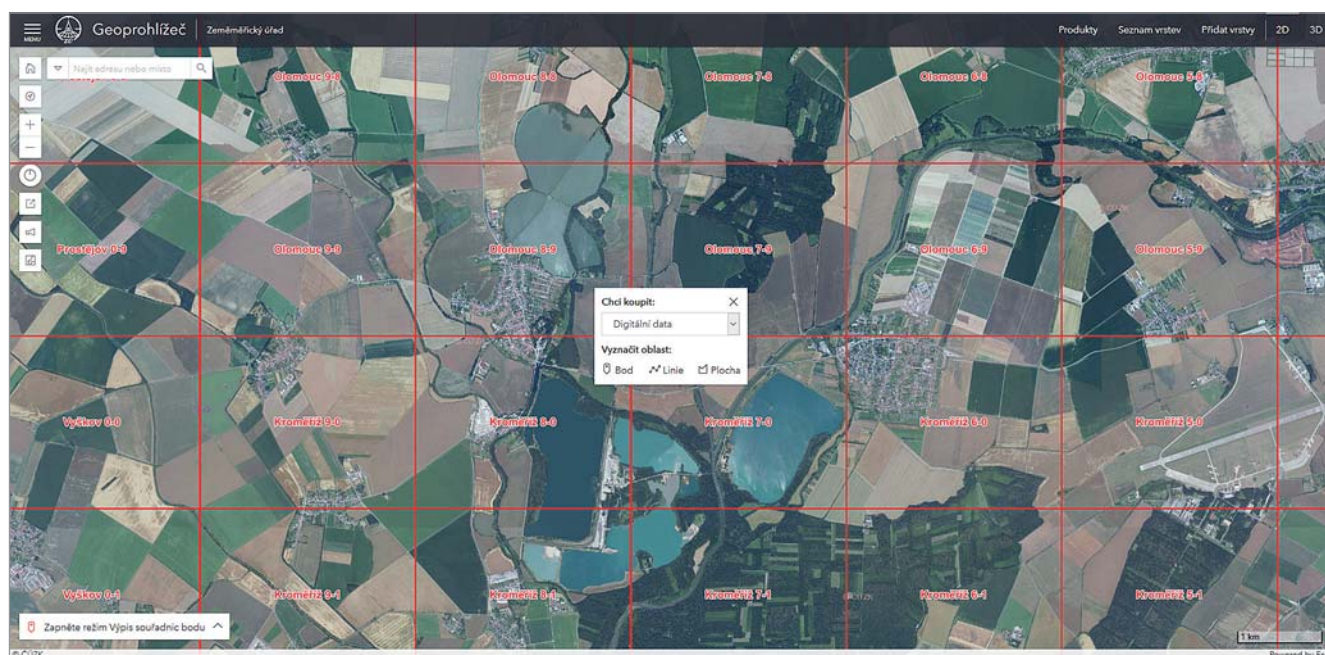 MENU
Geoprohlížeč
Zeměměřický úřad
Produkty
Seznam vrstev
Přidat vrstvy
2D
3D
Najít adresu nebo místo
Olomouc 9-8
Olomouc 8-8
Olomouc 7-8
Olomouc 6-8
Olomouc 5-8
Prostějov 0-9
Olomouc 9-9
Olomouc 8-9
Olomouc 7-9
Olomouc 6-9
Olomouc 5-9
Chci koupit:
Digitální data
Vyznačit oblast:
Bod
Linie
Plocha
Vyškov 0-0
Kroměříž 9-0
Kroměříž 8-0
Kroměříž 7-0
Kroměříž 6-0
Kroměříž 5-0
Vyškov 0-1
Kroměříž 9-1
Kroměříž 8-1
Kroměříž 7-1
Kroměříž 6-1
Kroměříž 5-1
Zapněte režim Výpis souřadnic bodu
1 km
© ČÚZK
Powered by